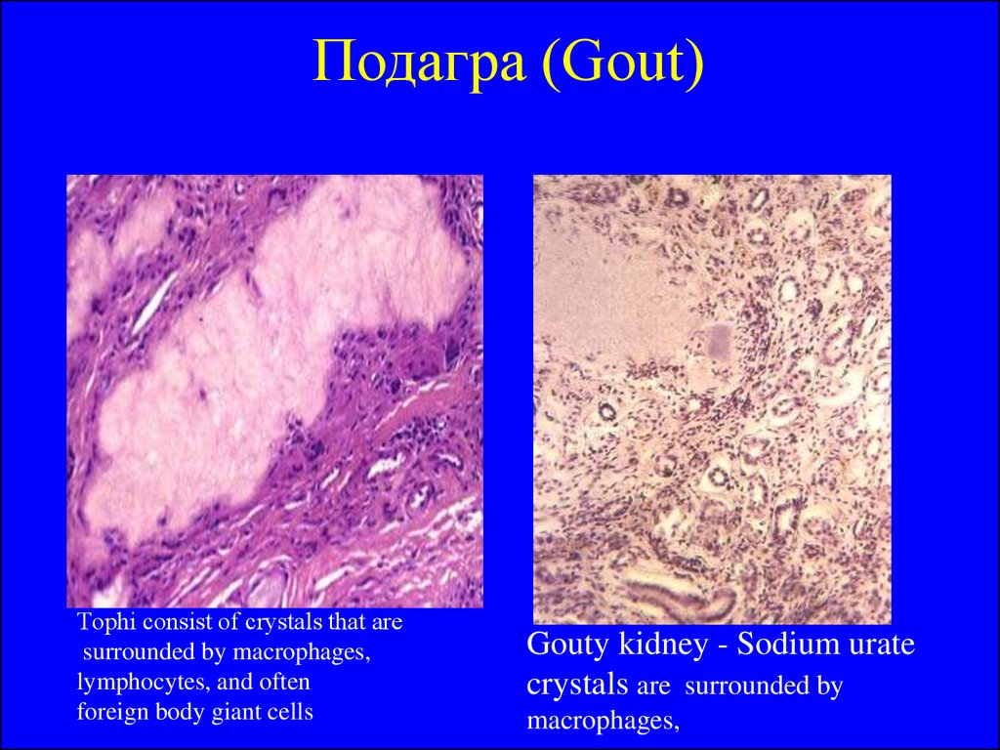 Подагра (Gout)
Tophi consist of crystals that are
surrounded by macrophages,
lymphocytes, and often
foreign body giant cells
Gouty kidney - Sodium urate
crystals are surrounded by
macrophages,